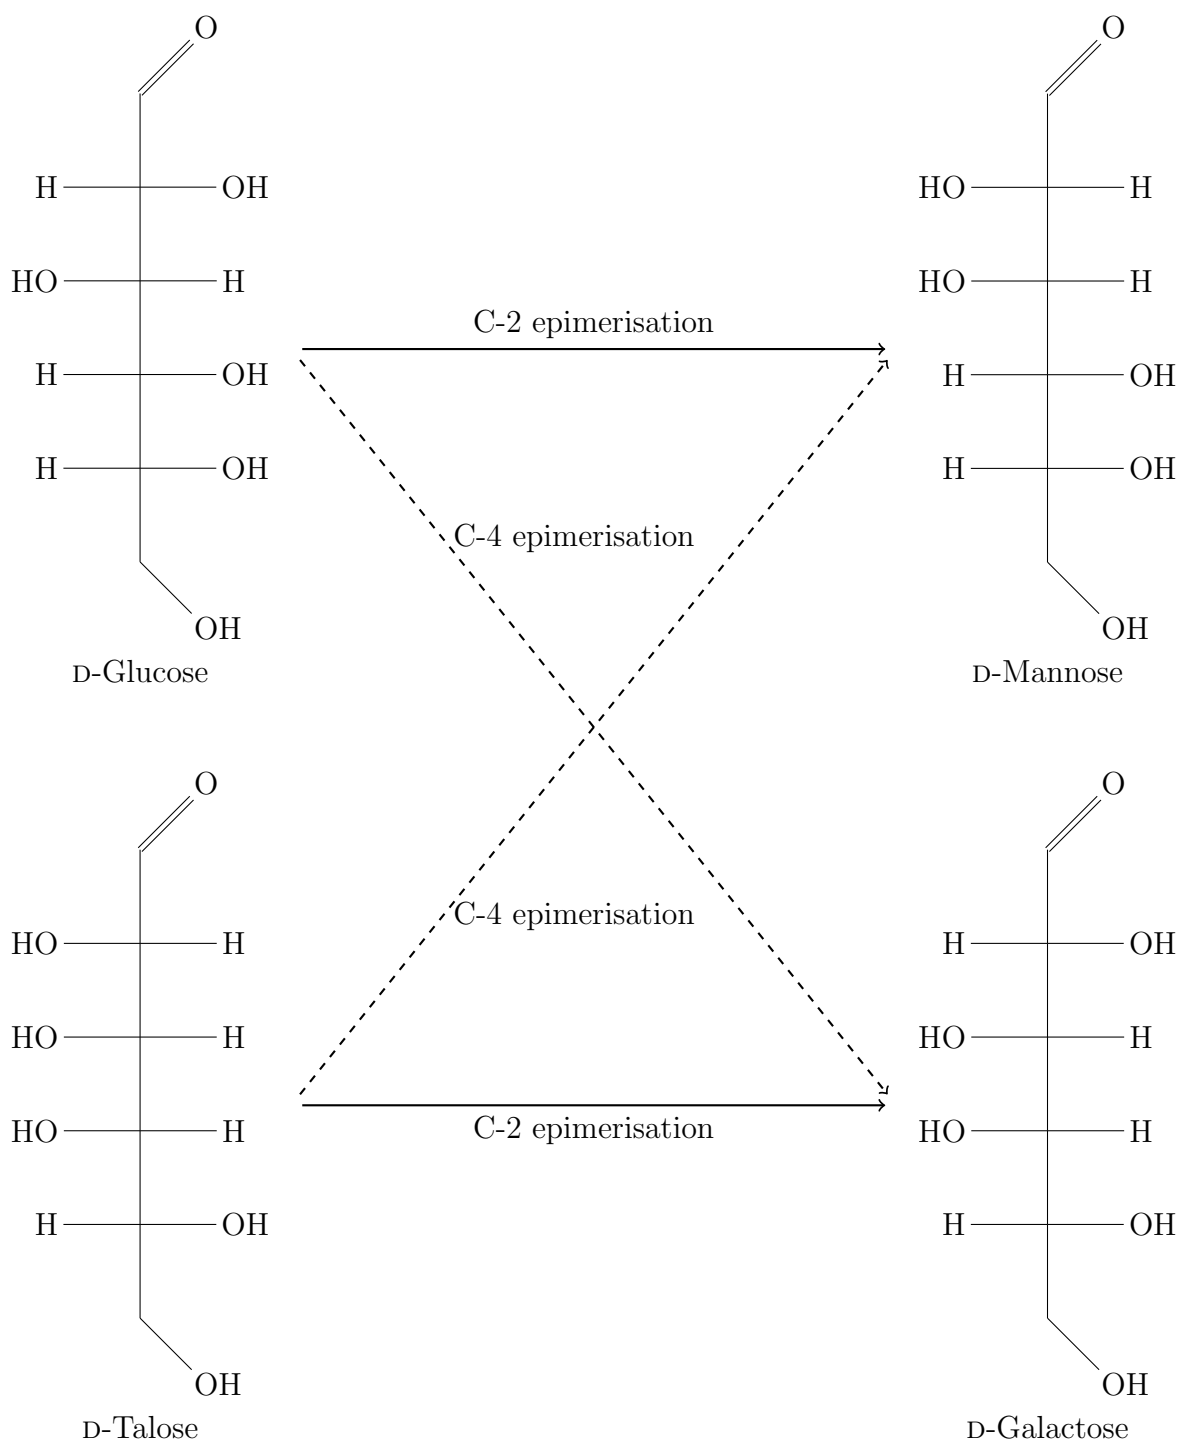 O O
H OH HO H
HO H HO H
C-2 epimerisation
H OH H OH
H OH H OH
C-4 epimerisation
OH OH
D-Glucose D-Mannose
O O
C-4 epimerisation
HO H H OH
HO H HO H
C-2 epimerisation
HO H HO H
H OH H OH
OH OH
D-Talose D-Galactose